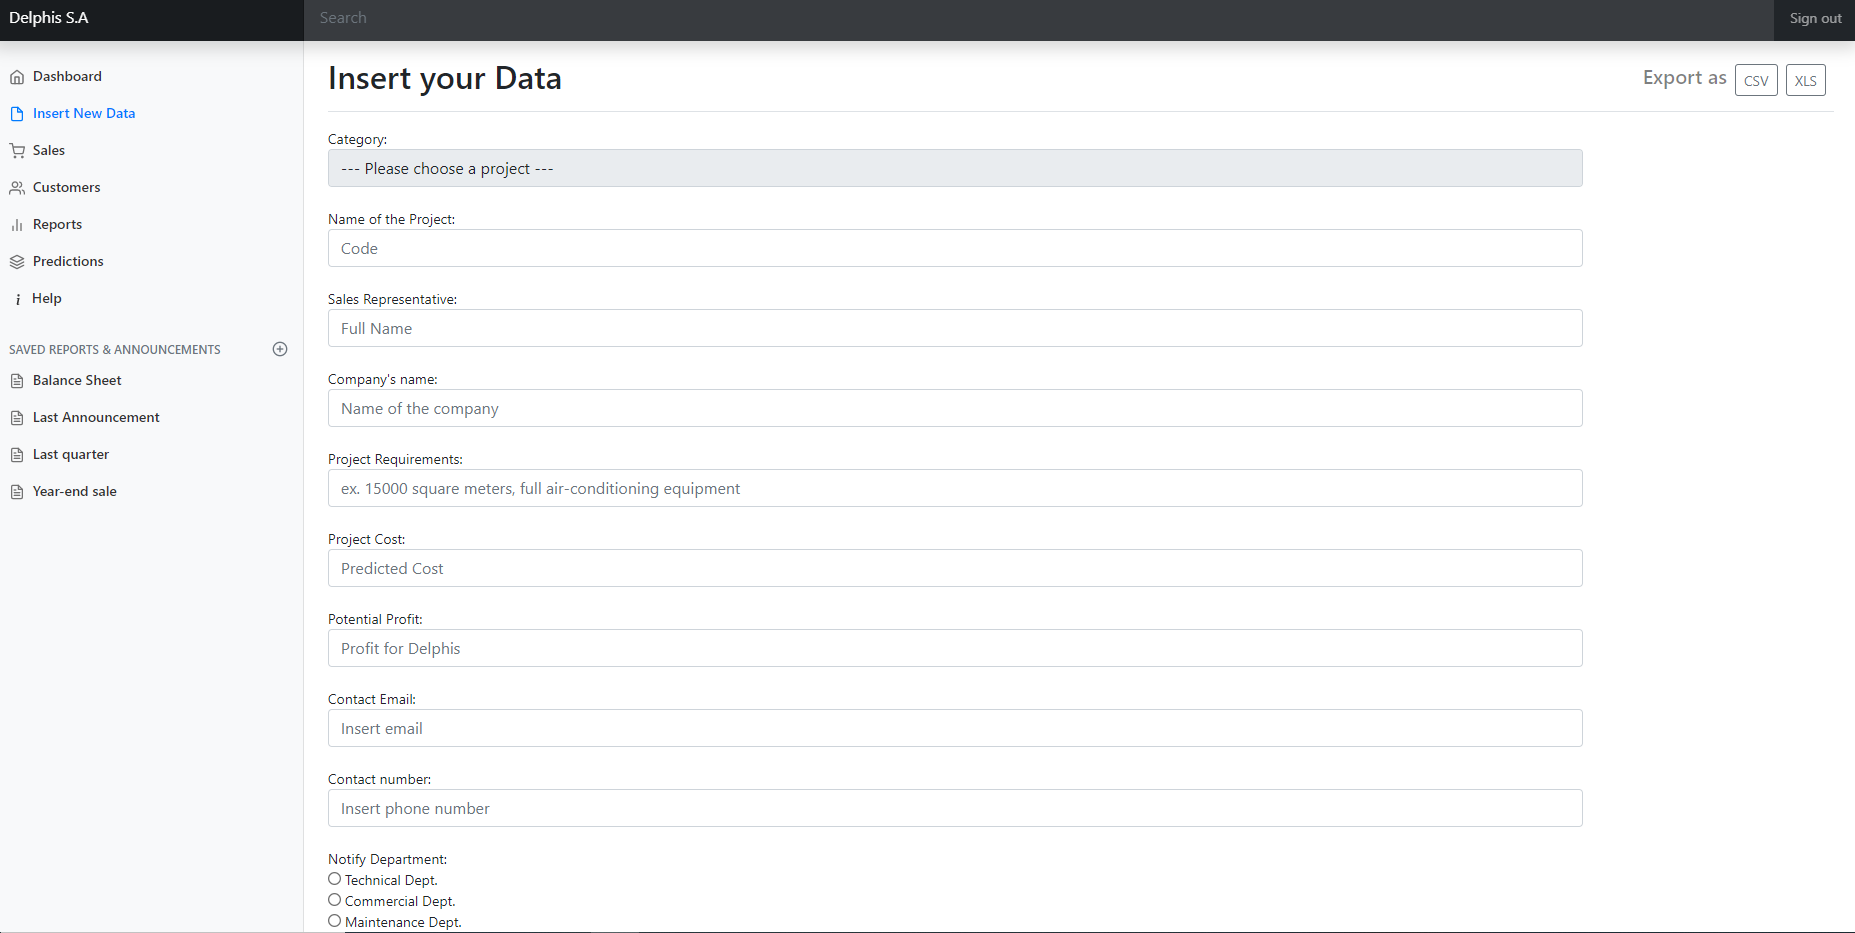 Delphis S.A
Search
Sign out
Dashboard
Insert New Data
Sales
Customers
Reports
Predictions
Help
SAVED REPORTS & ANNOUNCEMENTS
Balance Sheet
Last Announcement
Last quarter
Year-end sale
Insert your Data
Export as CSV XLS
Category:
--- Please choose a project ---
Name of the Project:
Code
Sales Representative:
Full Name
Company's name:
Name of the company
Project Requirements:
ex. 15000 square meters, full air-conditioning equipment
Project Cost:
Predicted Cost
Potential Profit:
Profit for Delphis
Contact Email:
Insert email
Contact number:
Insert phone number
Notify Department:
Technical Dept.
Commercial Dept.
Maintenance Dept.